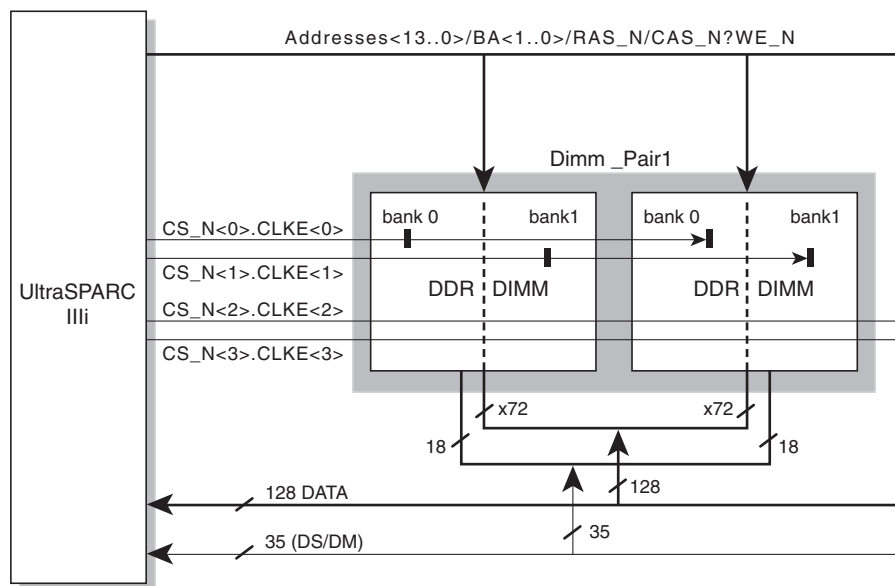 Addresses<13..0>/BA<1..0>/RAS_N/CAS_N?WE_N
Dimm _Pair1
bank 0
bank1
bank 0
bank1
CS_N<0>.CLKE<0>
CS_N<1>.CLKE<1>
DDR
DIMM
DDR
DIMM
UltraSPARC
IIIi
CS_N<2>.CLKE<2>
CS_N<3>.CLKE<3>
x72
x72
18
18
128 DATA
128
35
35 (DS/DM)